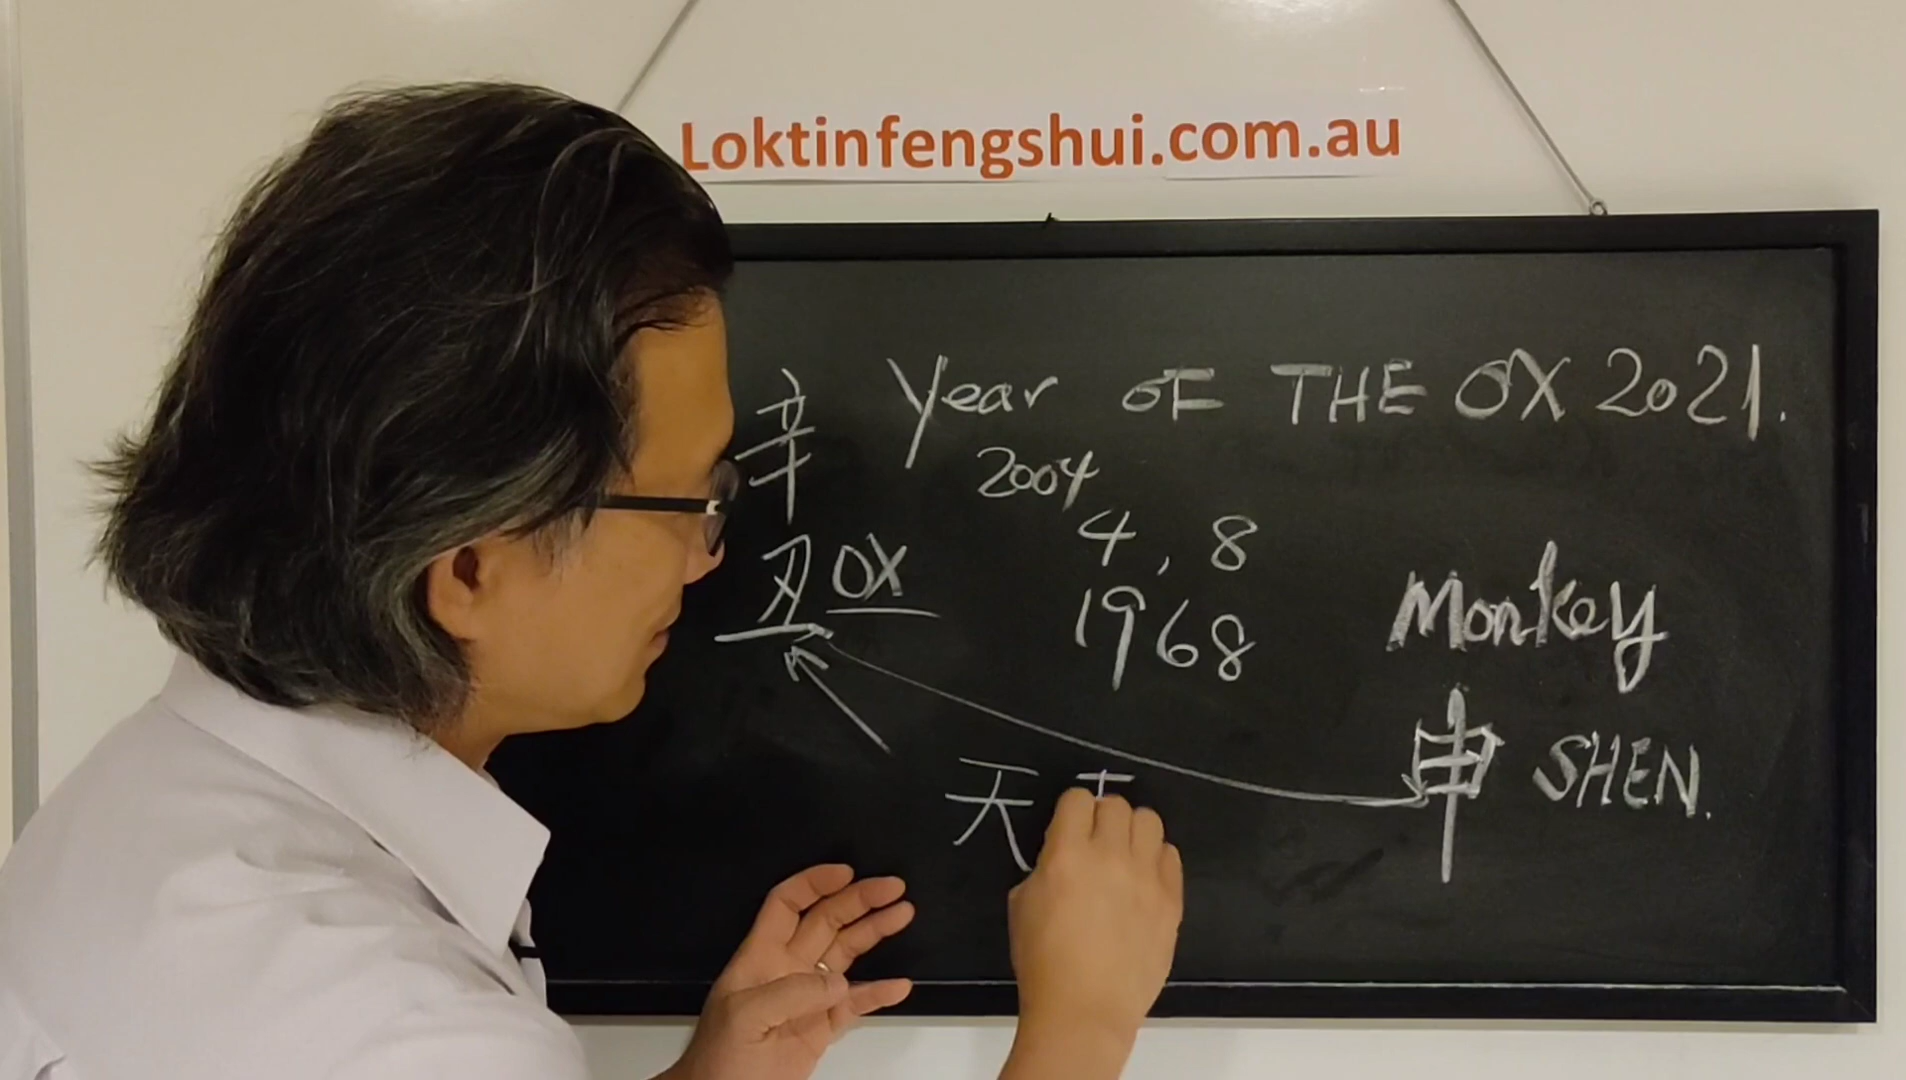 Loktinfengshui.com.au
辛 Year OF THE OX 2021.
2004
4, 8
丑 OX
1968
Monkey
申 SHEN.
天